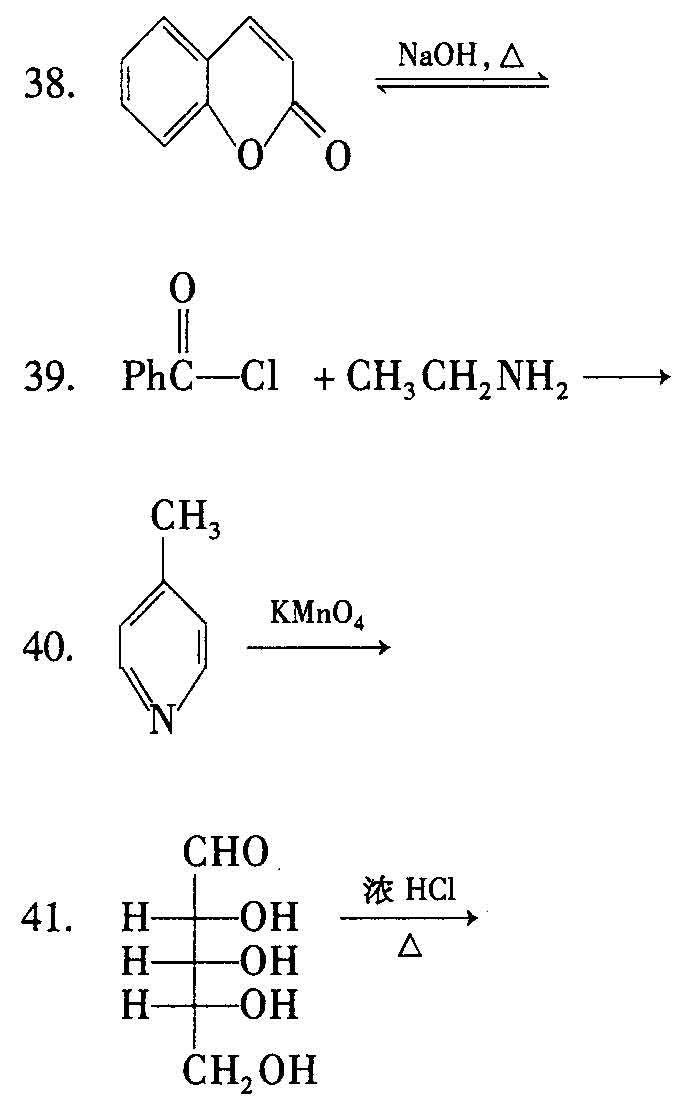 38. O O NaOH, △
O
39. PhC—Cl + CH₃CH₂NH₂ ⟶
CH₃
40. N KMnO₄
CHO
41. H OH 浓 HCl
H OH △
H OH
CH₂OH